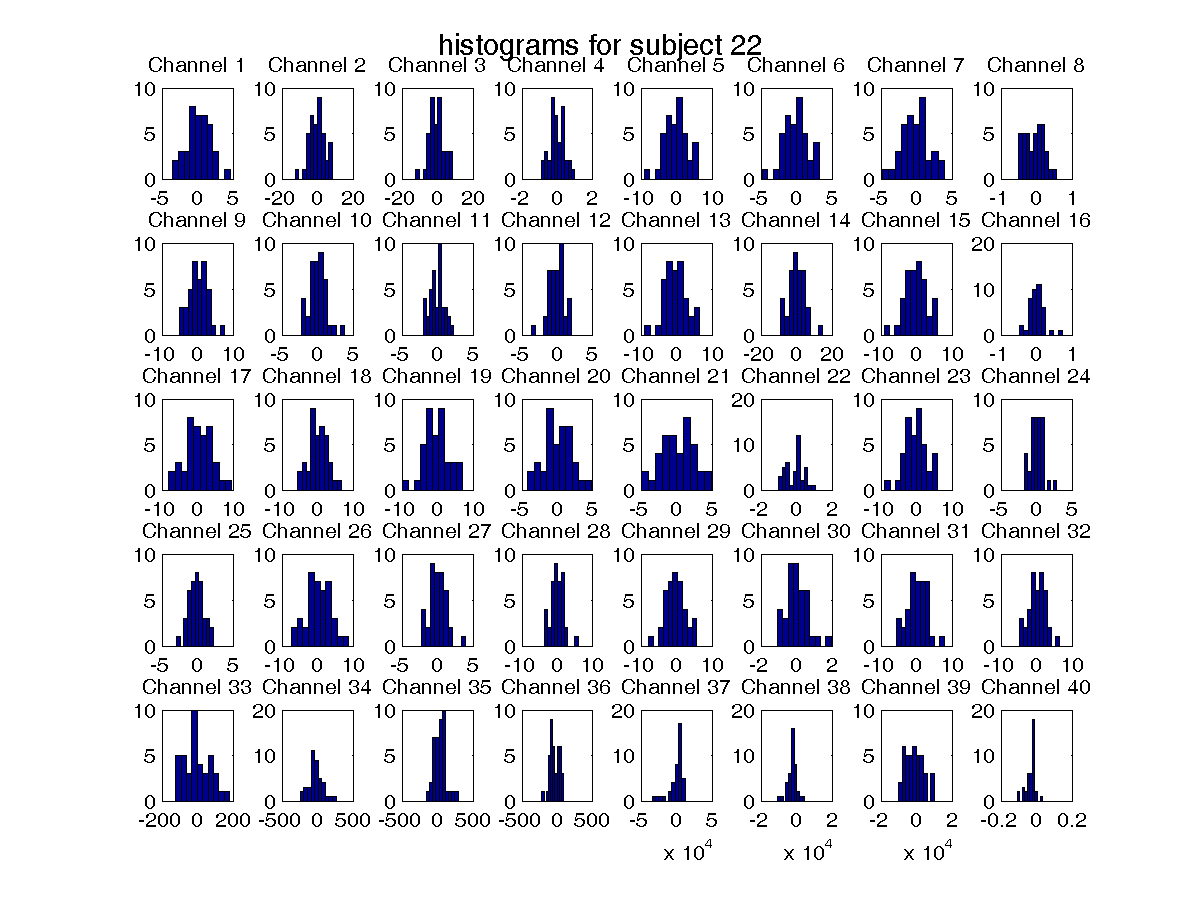 histograms for subject 22
Channel 1 Channel 2 Channel 3 Channel 4 Channel 5 Channel 6 Channel 7 Channel 8
10 10 10 10 10 10 10 10
5 5 5 5 5 5 5 5
0 0 0 0 0 0 0 0
-5 0 5 -20 0 20 -20 0 20 -2 0 2 -10 0 10 -5 0 5 -5 0 5 -1 0 1
Channel 9 Channel 10 Channel 11 Channel 12 Channel 13 Channel 14 Channel 15 Channel 16
10 10 10 10 10 10 10 20
5 5 5 5 5 5 5 10
0 0 0 0 0 0 0 0
-10 0 10 -5 0 5 -5 0 5 -5 0 5 -10 0 10 -20 0 20 -10 0 10 -1 0 1
Channel 17 Channel 18 Channel 19 Channel 20 Channel 21 Channel 22 Channel 23 Channel 24
10 10 10 10 10 20 10 10
5 5 5 5 5 10 5 5
0 0 0 0 0 0 0 0
-10 0 10 -10 0 10 -10 0 10 -5 0 5 -5 0 5 -2 0 2 -10 0 10 -5 0 5
Channel 25 Channel 26 Channel 27 Channel 28 Channel 29 Channel 30 Channel 31 Channel 32
10 10 10 10 10 10 10 10
5 5 5 5 5 5 5 5
0 0 0 0 0 0 0 0
-5 0 5 -10 0 10 -5 0 5 -10 0 10 -10 0 10 -2 0 2 -10 0 10 -10 0 10
Channel 33 Channel 34 Channel 35 Channel 36 Channel 37 Channel 38 Channel 39 Channel 40
10 20 10 10 20 20 10 20
5 10 5 5 10 10 5 10
0 0 0 0 0 0 0 0
-200 0 200 -500 0 500 -500 0 500 -500 0 500 -5 0 5 -2 0 2 -2 0 2 -0.2 0 0.2
x 10^4 x 10^4 x 10^4